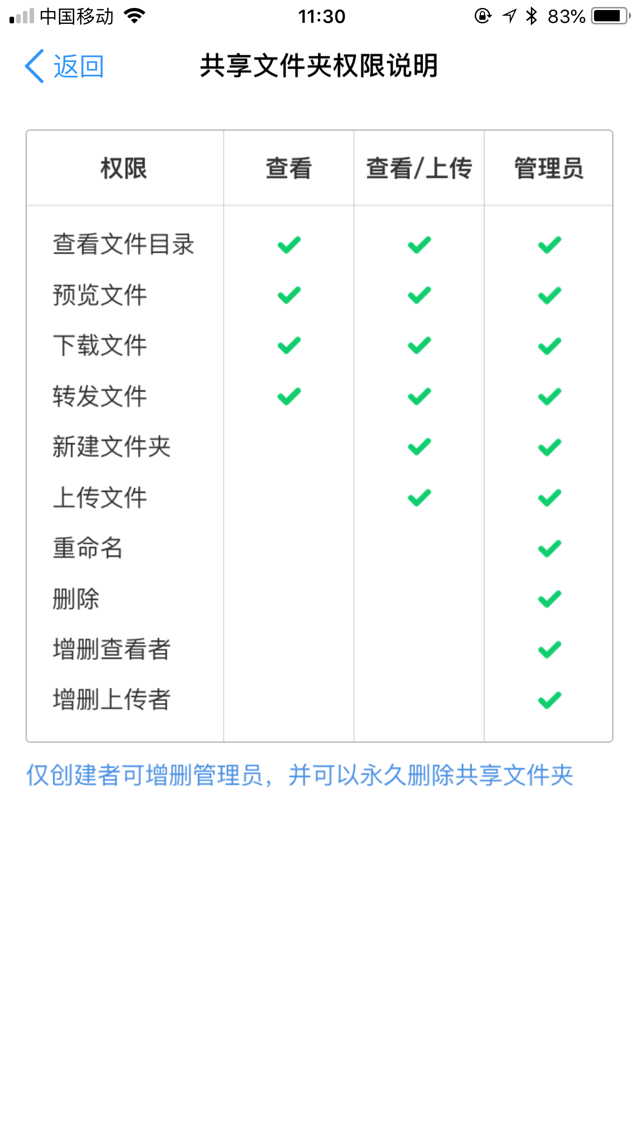 中国移动 11:30 83%
返回 共享文件夹权限说明
权限 查看 查看/上传 管理员
查看文件目录
预览文件
下载文件
转发文件
新建文件夹
上传文件
重命名
删除
增删查看者
增删上传者
仅创建者可增删管理员，并可以永久删除共享文件夹